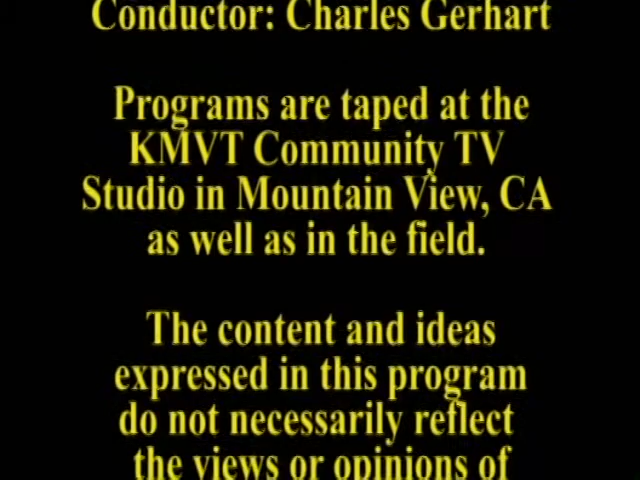 Conductor: Charles Gerhart
Programs are taped at the
KMVT Community TV
Studio in Mountain View, CA
as well as in the field.
The content and ideas
expressed in this program
do not necessarily reflect
the views or opinions of